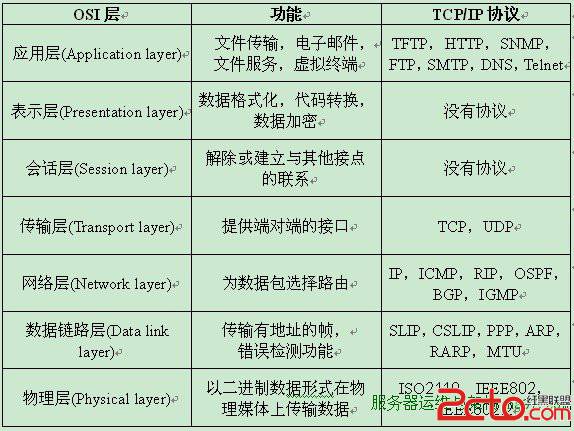 OSI 层 功能 TCP/IP 协议
应用层(Application layer) 文件传输，电子邮件，文件服务，虚拟终端 TFTP，HTTP，SNMP，FTP，SMTP，DNS，Telnet
表示层(Presentation layer) 数据格式化，代码转换，数据加密 没有协议
会话层(Session layer) 解除或建立与其他接点的联系 没有协议
传输层(Transport layer) 提供端对端的接口 TCP，UDP
网络层(Network layer) 为数据包选择路由 IP，ICMP，RIP，OSPF，BGP，IGMP
数据链路层(Data link layer) 传输有地址的帧，错误检测功能 SLIP，CSLIP，PPP，ARP，RARP，MTU
物理层(Physical layer) 以二进制数据形式在物理媒体上传输数据 ISO2110，IEEE802，
服务器运维与
2cto.com
红黑联盟